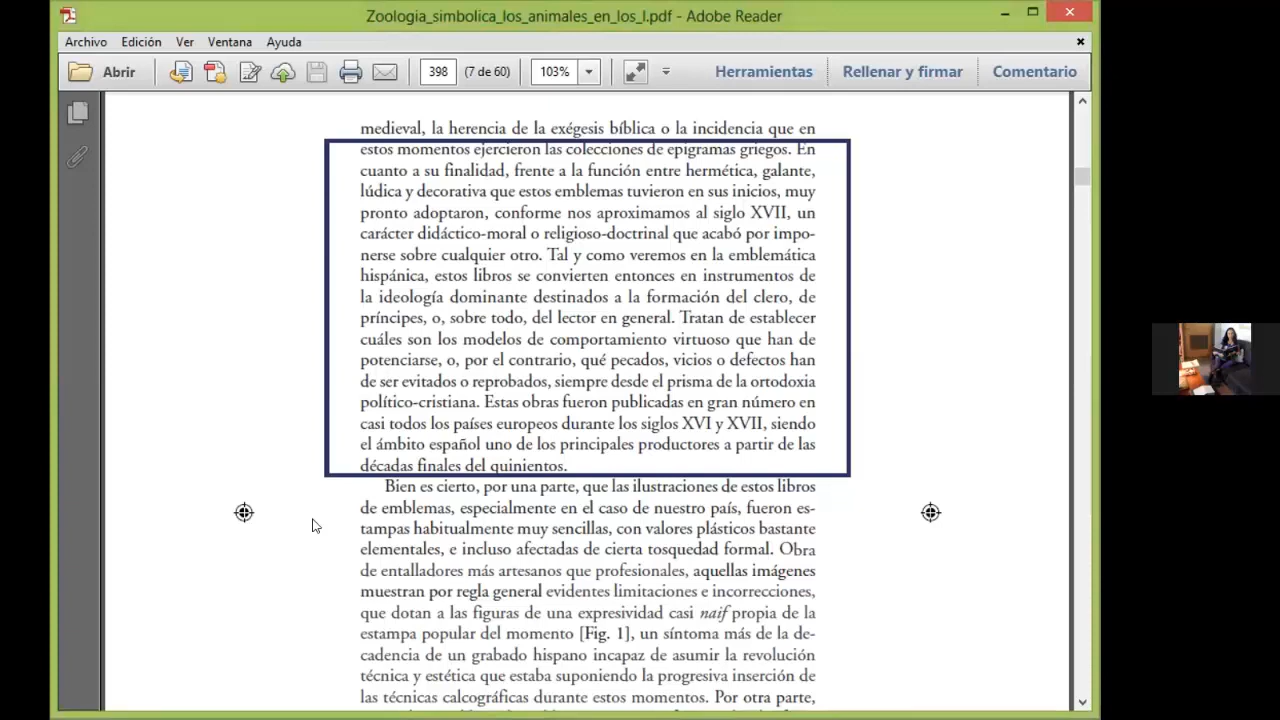 Zoologia_simbolica_los_animales_en_los_l.pdf - Adobe Reader
Archivo Edición Ver Ventana Ayuda
Abrir 398 (7 de 60) 103% Herramientas Rellenar y firmar Comentario
medieval, la herencia de la exégesis bíblica o la incidencia que en
estos momentos ejercieron las colecciones de epigramas griegos. En
cuanto a su finalidad, frente a la función entre hermética, galante,
lúdica y decorativa que estos emblemas tuvieron en sus inicios, muy
pronto adoptaron, conforme nos aproximamos al siglo XVII, un
carácter didáctico-moral o religioso-doctrinal que acabó por impo-
nerse sobre cualquier otro. Tal y como veremos en la emblemática
hispánica, estos libros se convierten entonces en instrumentos de
la ideología dominante destinados a la formación del clero, de
príncipes, o, sobre todo, del lector en general. Tratan de establecer
cuáles son los modelos de comportamiento virtuoso que han de
potenciarse, o, por el contrario, qué pecados, vicios o defectos han
de ser evitados o reprobados, siempre desde el prisma de la ortodoxia
político-cristiana. Estas obras fueron publicadas en gran número en
casi todos los países europeos durante los siglos XVI y XVII, siendo
el ámbito español uno de los principales productores a partir de las
décadas finales del quinientos.
Bien es cierto, por una parte, que las ilustraciones de estos libros
de emblemas, especialmente en el caso de nuestro país, fueron es-
tampas habitualmente muy sencillas, con valores plásticos bastante
elementales, e incluso afectadas de cierta tosquedad formal. Obra
de entalladores más artesanos que profesionales, aquellas imágenes
muestran por regla general evidentes limitaciones e incorrecciones,
que dotan a las figuras de una expresividad casi naif propia de la
estampa popular del momento [Fig. 1], un síntoma más de la de-
cadencia de un grabado hispano incapaz de asumir la revolución
técnica y estética que estaba suponiendo la progresiva inserción de
las técnicas calcográficas durante estos momentos. Por otra parte,